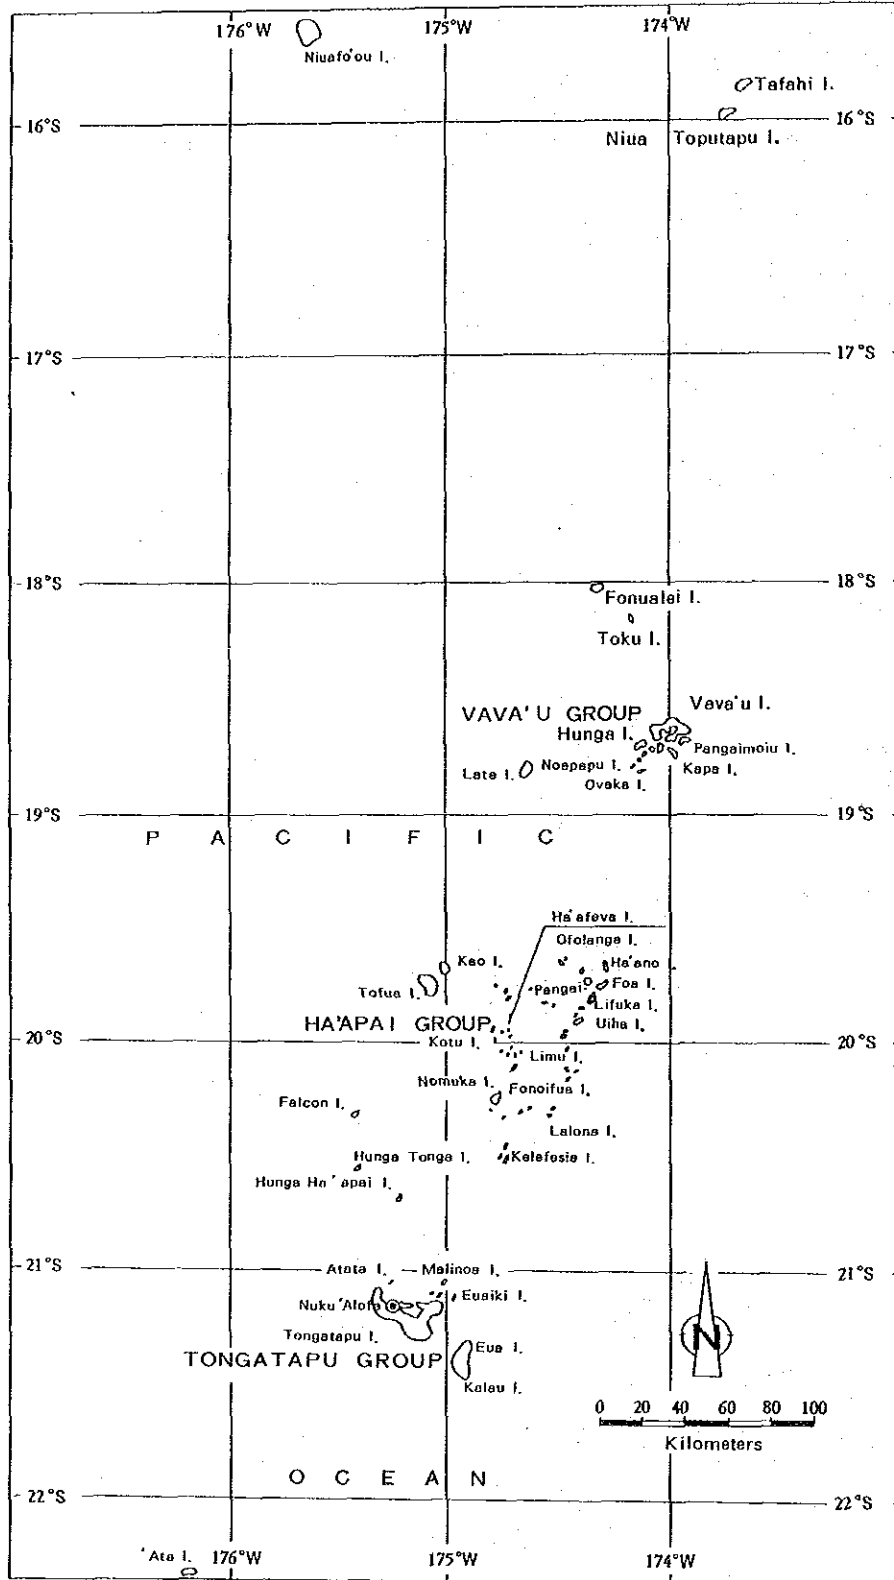 176°W 175°W 174°W
Niuafo'ou I.
Tafahi I.
16°S 16°S
Niua Toputapu I.
17°S 17°S
18°S 18°S
Fonualei I.
Toku I.
VAVA'U GROUP Vava'u I.
Hunga I.
Pangaimoiu I.
Late I. Noapapu I. Kapa I.
Ovaka I.
19°S 19°S
P A C I F I C
Ha'afeva I.
Ofolanga I.
Kao I. Ha'ano I.
Tofua I. Pangai Foa I.
Lifuka I.
HA'APAI GROUP Uiha I.
Kotu I. 20°S 20°S
Limu I.
Nomuka I. Fonoifua I.
Falcon I.
Lalona I.
Hunga Tonga I. Kelefesia I.
Hunga Ha'apai I.
21°S Atata I. Malinoa I. 21°S
Nuku'Alofa Euaiki I.
Tongatapu I.
Eua I.
TONGATAPU GROUP
Kalau I.
N
0 20 40 60 80 100
Kilometers
O C E A N
22°S 22°S
'Ata I. 176°W 175°W 174°W